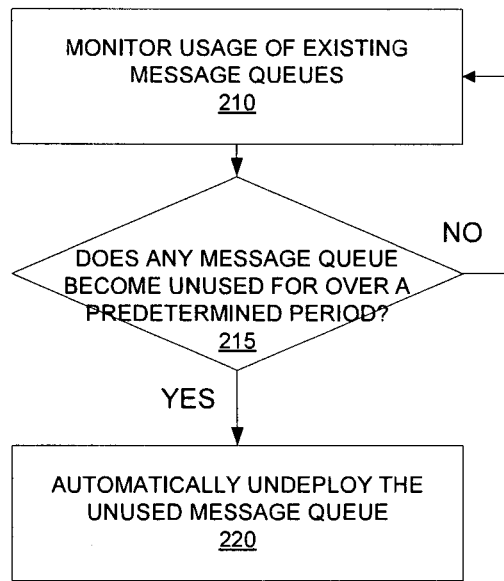 MONITOR USAGE OF EXISTING
MESSAGE QUEUES
210
NO
DOES ANY MESSAGE QUEUE
BECOME UNUSED FOR OVER A
PREDETERMINED PERIOD?
215
YES
AUTOMATICALLY UNDEPLOY THE
UNUSED MESSAGE QUEUE
220